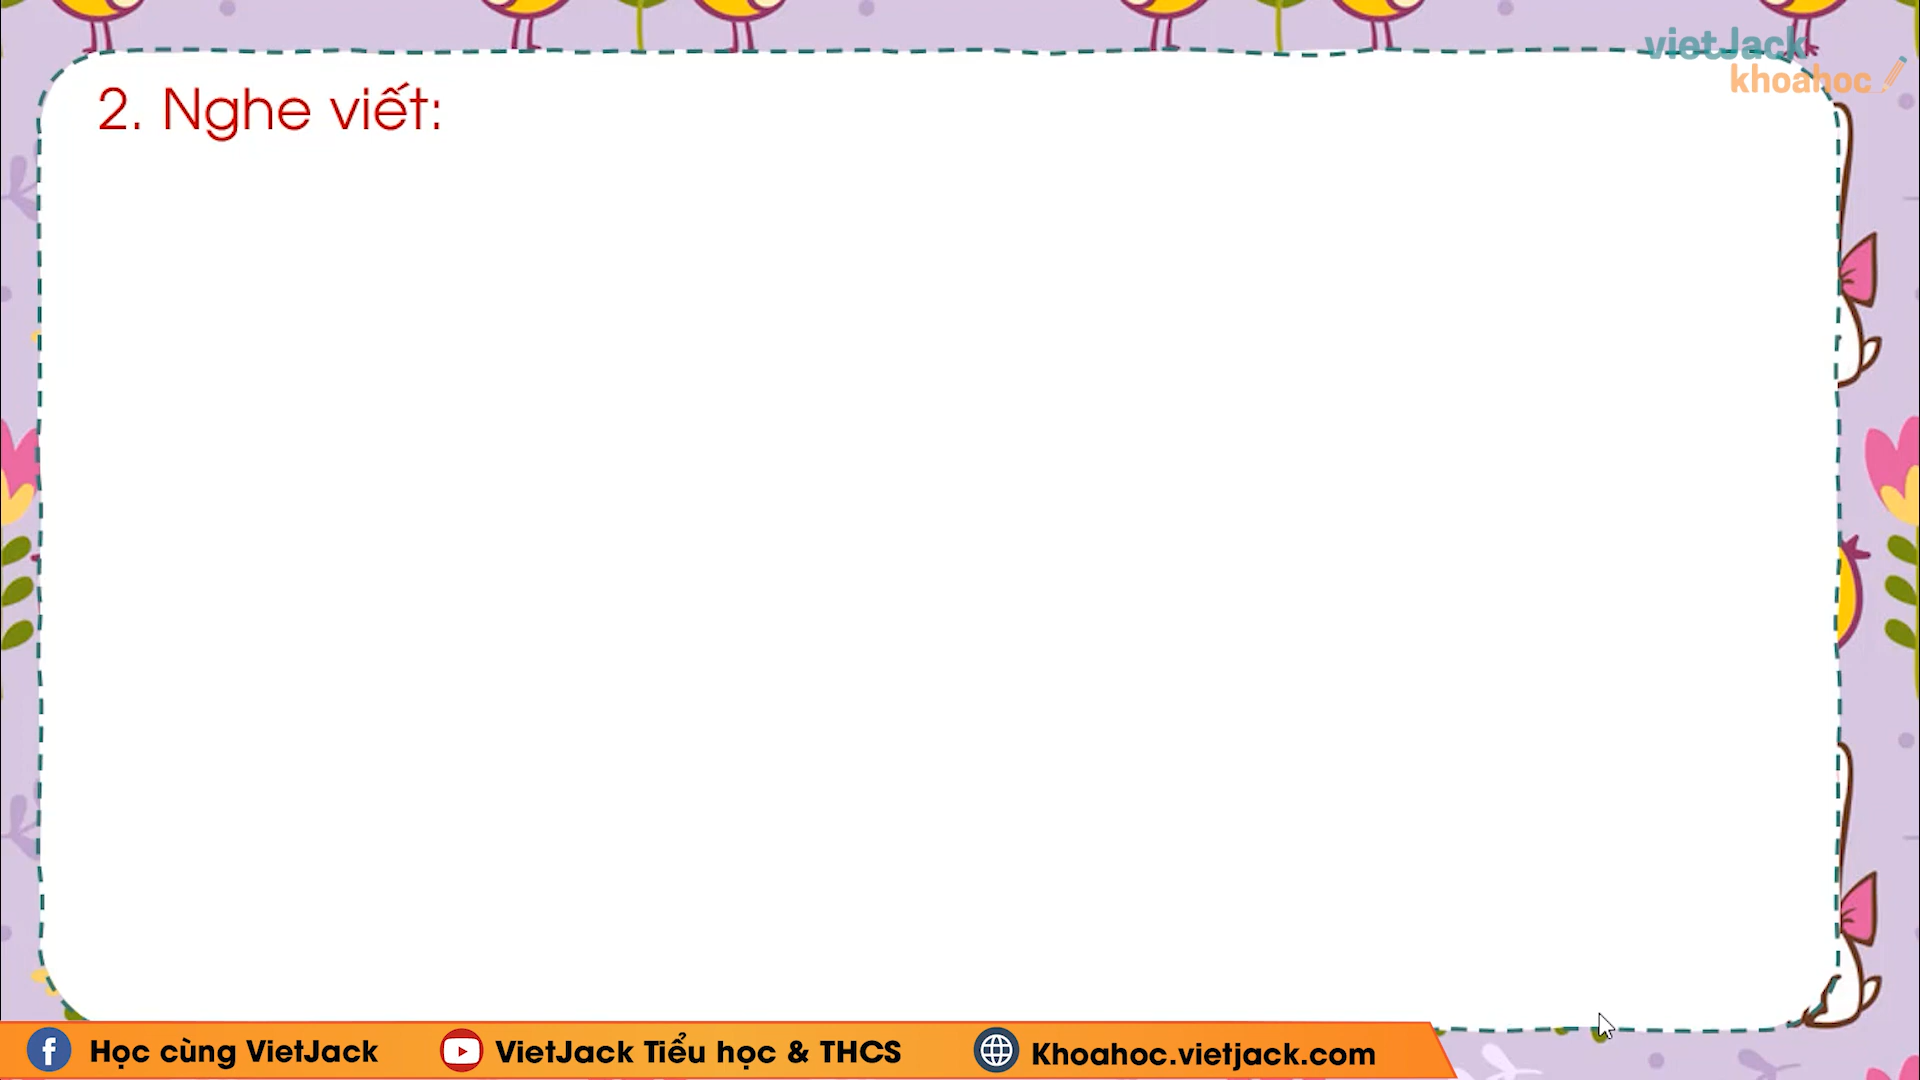 vietJack
khoahoc
2. Nghe viết:
Học cùng VietJack
VietJack Tiểu học & THCS
Khoahoc.vietjack.com